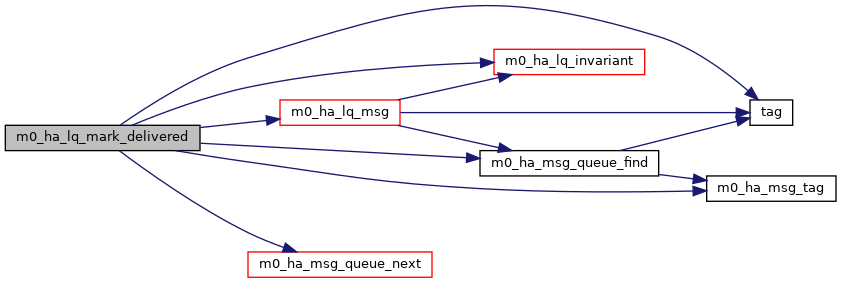 m0_ha_lq_invariant
m0_ha_lq_msg
tag
m0_ha_lq_mark_delivered
m0_ha_msg_queue_find
m0_ha_msg_tag
m0_ha_msg_queue_next